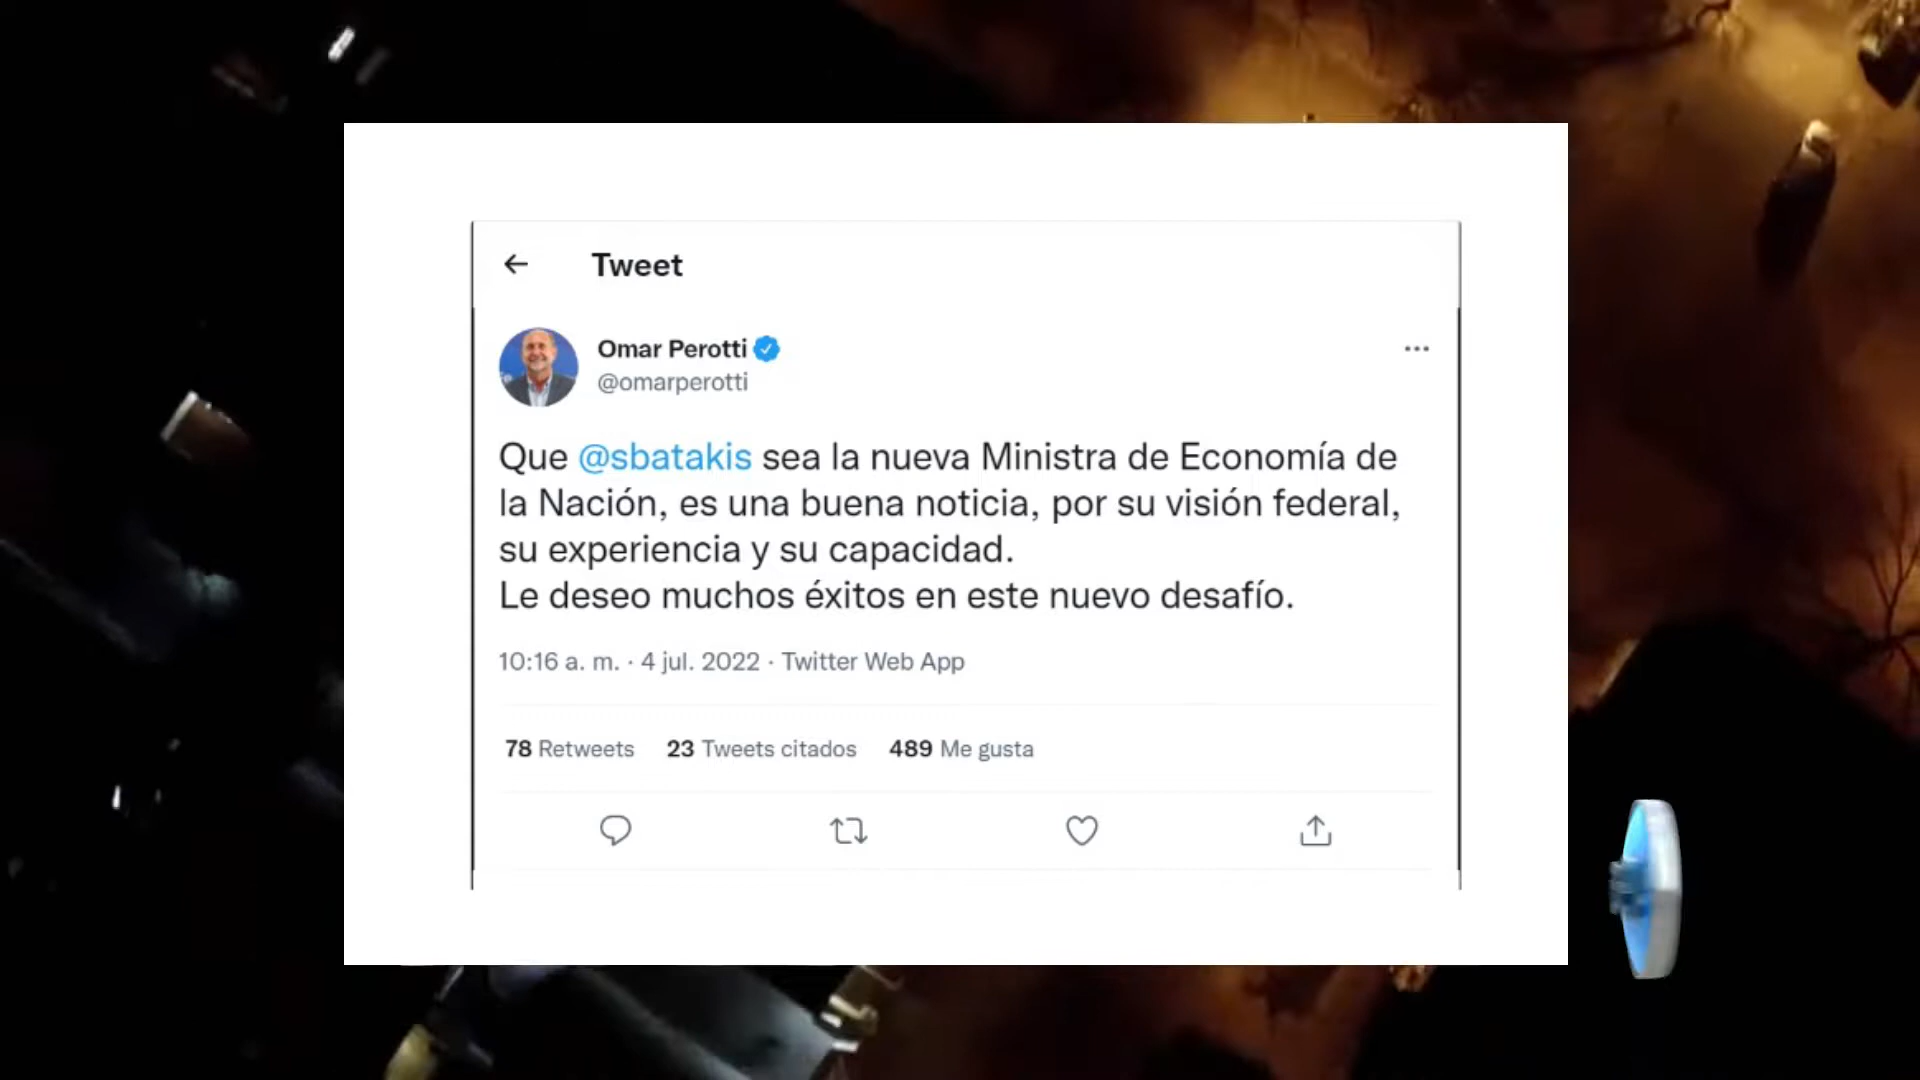 Tweet
Omar Perotti
@omarperotti
Que @sbatakis sea la nueva Ministra de Economía de
la Nación, es una buena noticia, por su visión federal,
su experiencia y su capacidad.
Le deseo muchos éxitos en este nuevo desafío.
10:16 a. m. · 4 jul. 2022 · Twitter Web App
78 Retweets 23 Tweets citados 489 Me gusta